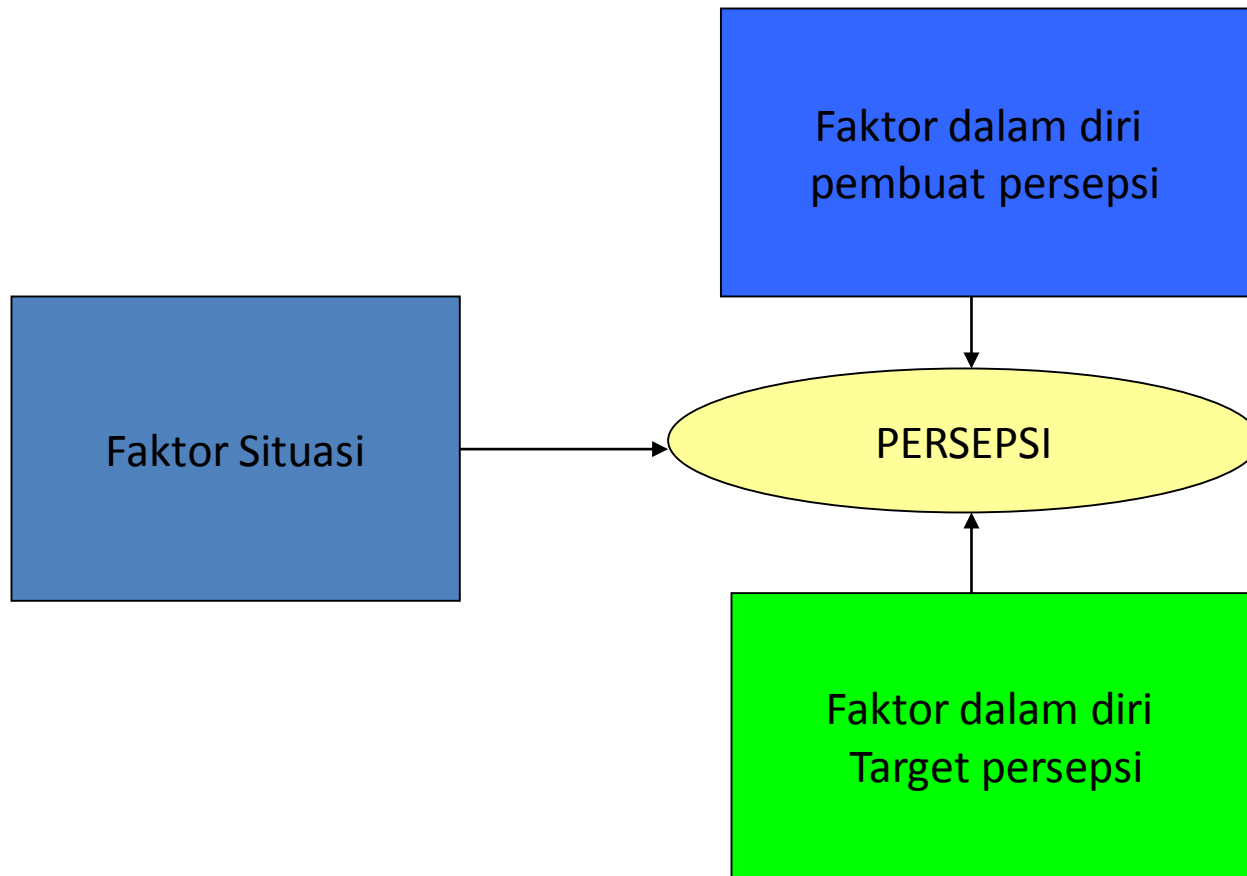 Faktor dalam diri
pembuat persepsi
Faktor Situasi
PERSEPSI
Faktor dalam diri
Target persepsi